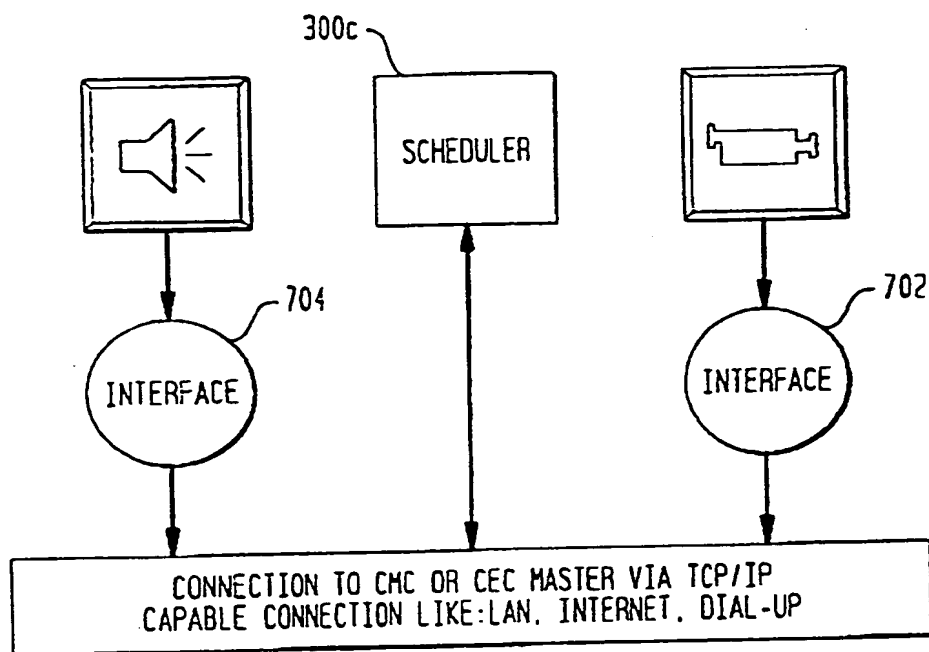 300c
SCHEDULER
704
702
INTERFACE
INTERFACE
CONNECTION TO CMC OR CEC MASTER VIA TCP/IP
CAPABLE CONNECTION LIKE:LAN, INTERNET, DIAL-UP